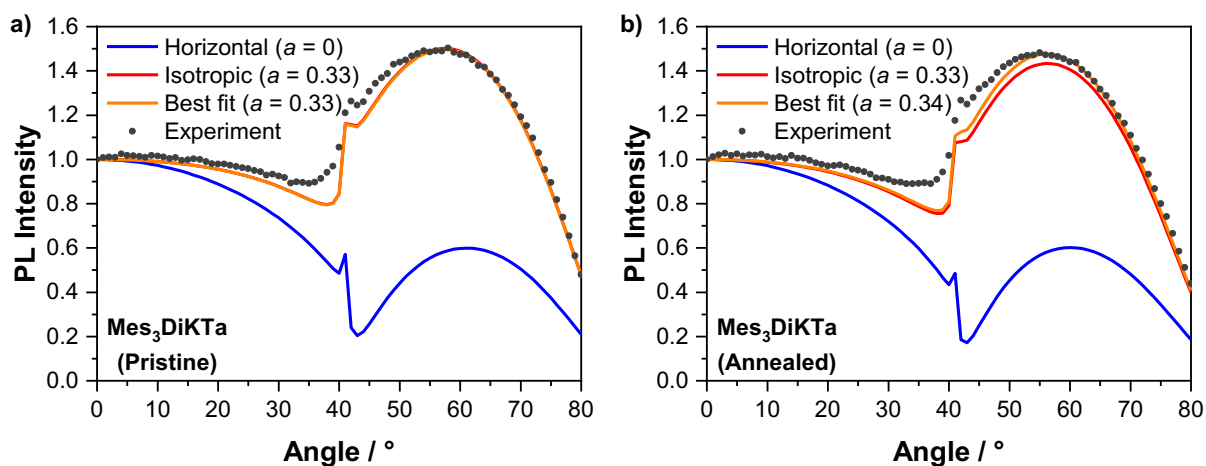 a)
Horizontal (a = 0)
Isotropic (a = 0.33)
Best fit (a = 0.33)
Experiment
1.6
1.4
1.2
1.0
0.8
0.6
0.4
0.2
0.0
PL Intensity
Mes₃DiKTa
(Pristine)
0 10 20 30 40 50 60 70 80
Angle / °
b)
Horizontal (a = 0)
Isotropic (a = 0.33)
Best fit (a = 0.34)
Experiment
1.6
1.4
1.2
1.0
0.8
0.6
0.4
0.2
0.0
PL Intensity
Mes₃DiKTa
(Annealed)
0 10 20 30 40 50 60 70 80
Angle / °